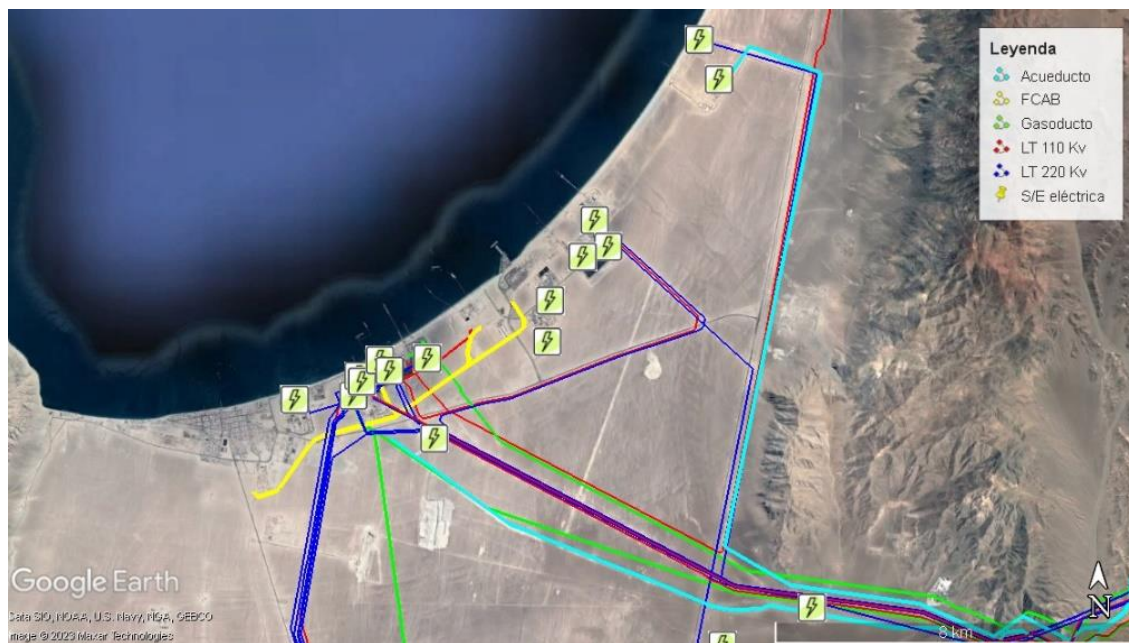 Leyenda
Acueducto
FCAB
Gasoducto
LT 110 Kv
LT 220 Kv
S/E eléctrica
N
8 km
Google Earth
Data SIO, NOAA, U.S. Navy, NGA, GEBCO
Image © 2023 Maxar Technologies